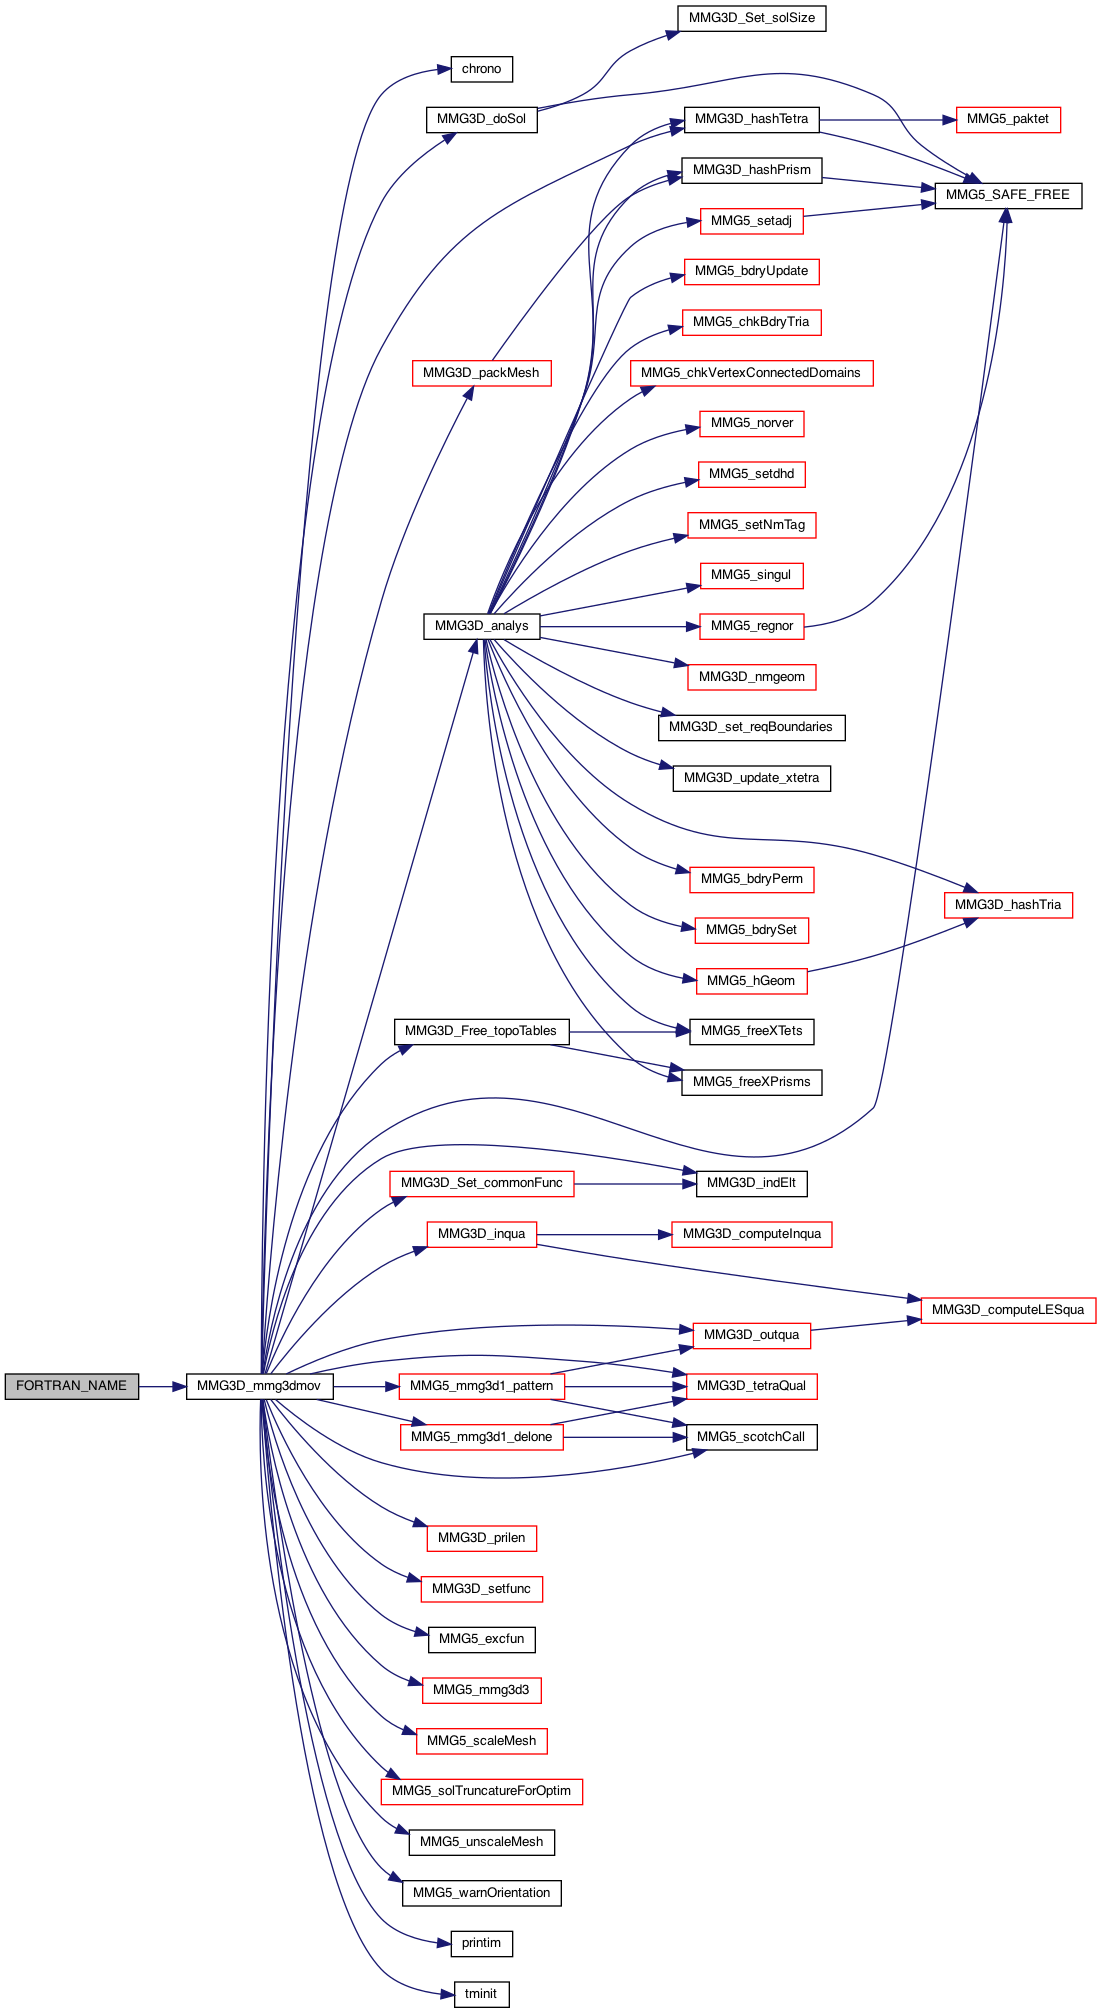 MMG3D_Set_solSize
chrono
MMG3D_doSol
MMG3D_hashTetra
MMG5_paktet
MMG3D_hashPrism
MMG5_SAFE_FREE
MMG5_setadj
MMG5_bdryUpdate
MMG5_chkBdryTria
MMG3D_packMesh
MMG5_chkVertexConnectedDomains
MMG5_norver
MMG5_setdhd
MMG5_setNmTag
MMG5_singul
MMG3D_analys
MMG5_regnor
MMG3D_nmgeom
MMG3D_set_reqBoundaries
MMG3D_update_xtetra
MMG5_bdryPerm
MMG3D_hashTria
MMG5_bdrySet
MMG5_hGeom
MMG3D_Free_topoTables
MMG5_freeXTets
MMG5_freeXPrisms
MMG3D_Set_commonFunc
MMG3D_indElt
MMG3D_inqua
MMG3D_computeInqua
MMG3D_computeLESqua
MMG3D_outqua
FORTRAN_NAME
MMG3D_mmg3dmov
MMG5_mmg3d1_pattern
MMG3D_tetraQual
MMG5_mmg3d1_delone
MMG5_scotchCall
MMG3D_prilen
MMG3D_setfunc
MMG5_excfun
MMG5_mmg3d3
MMG5_scaleMesh
MMG5_solTruncatureForOptim
MMG5_unscaleMesh
MMG5_warnOrientation
printim
tminit